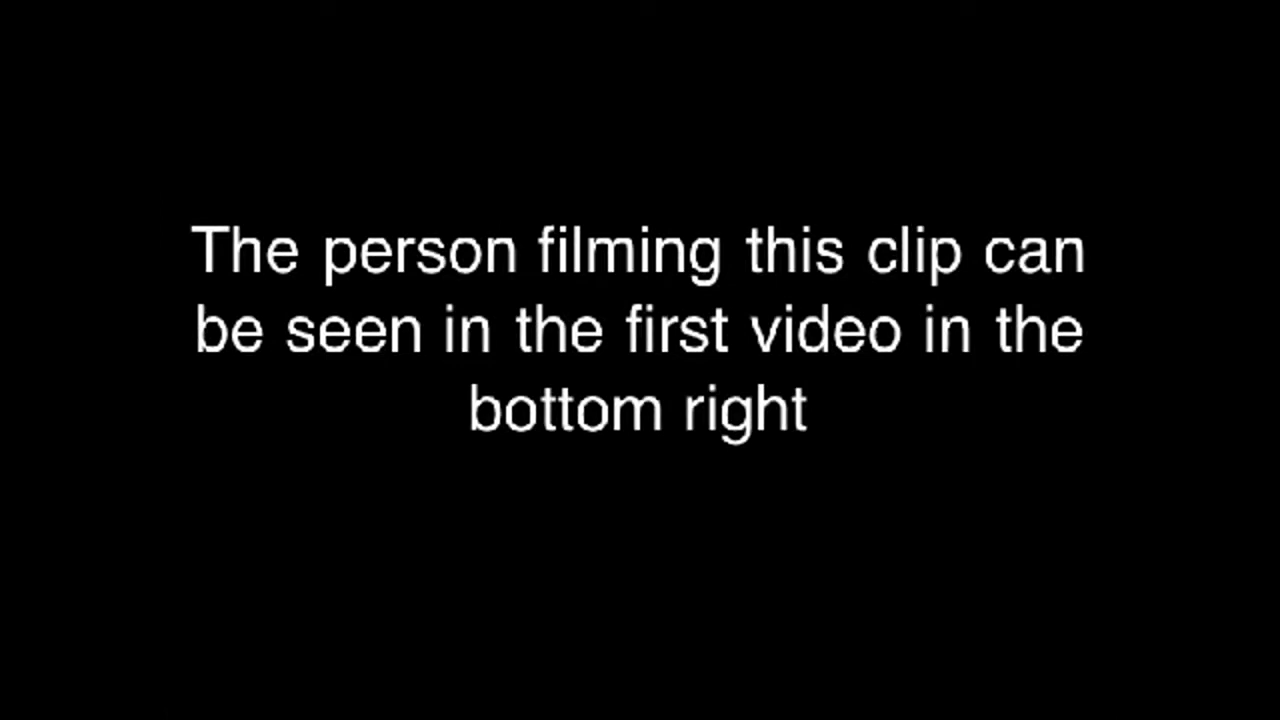 The person filming this clip can
be seen in the first video in the
bottom right